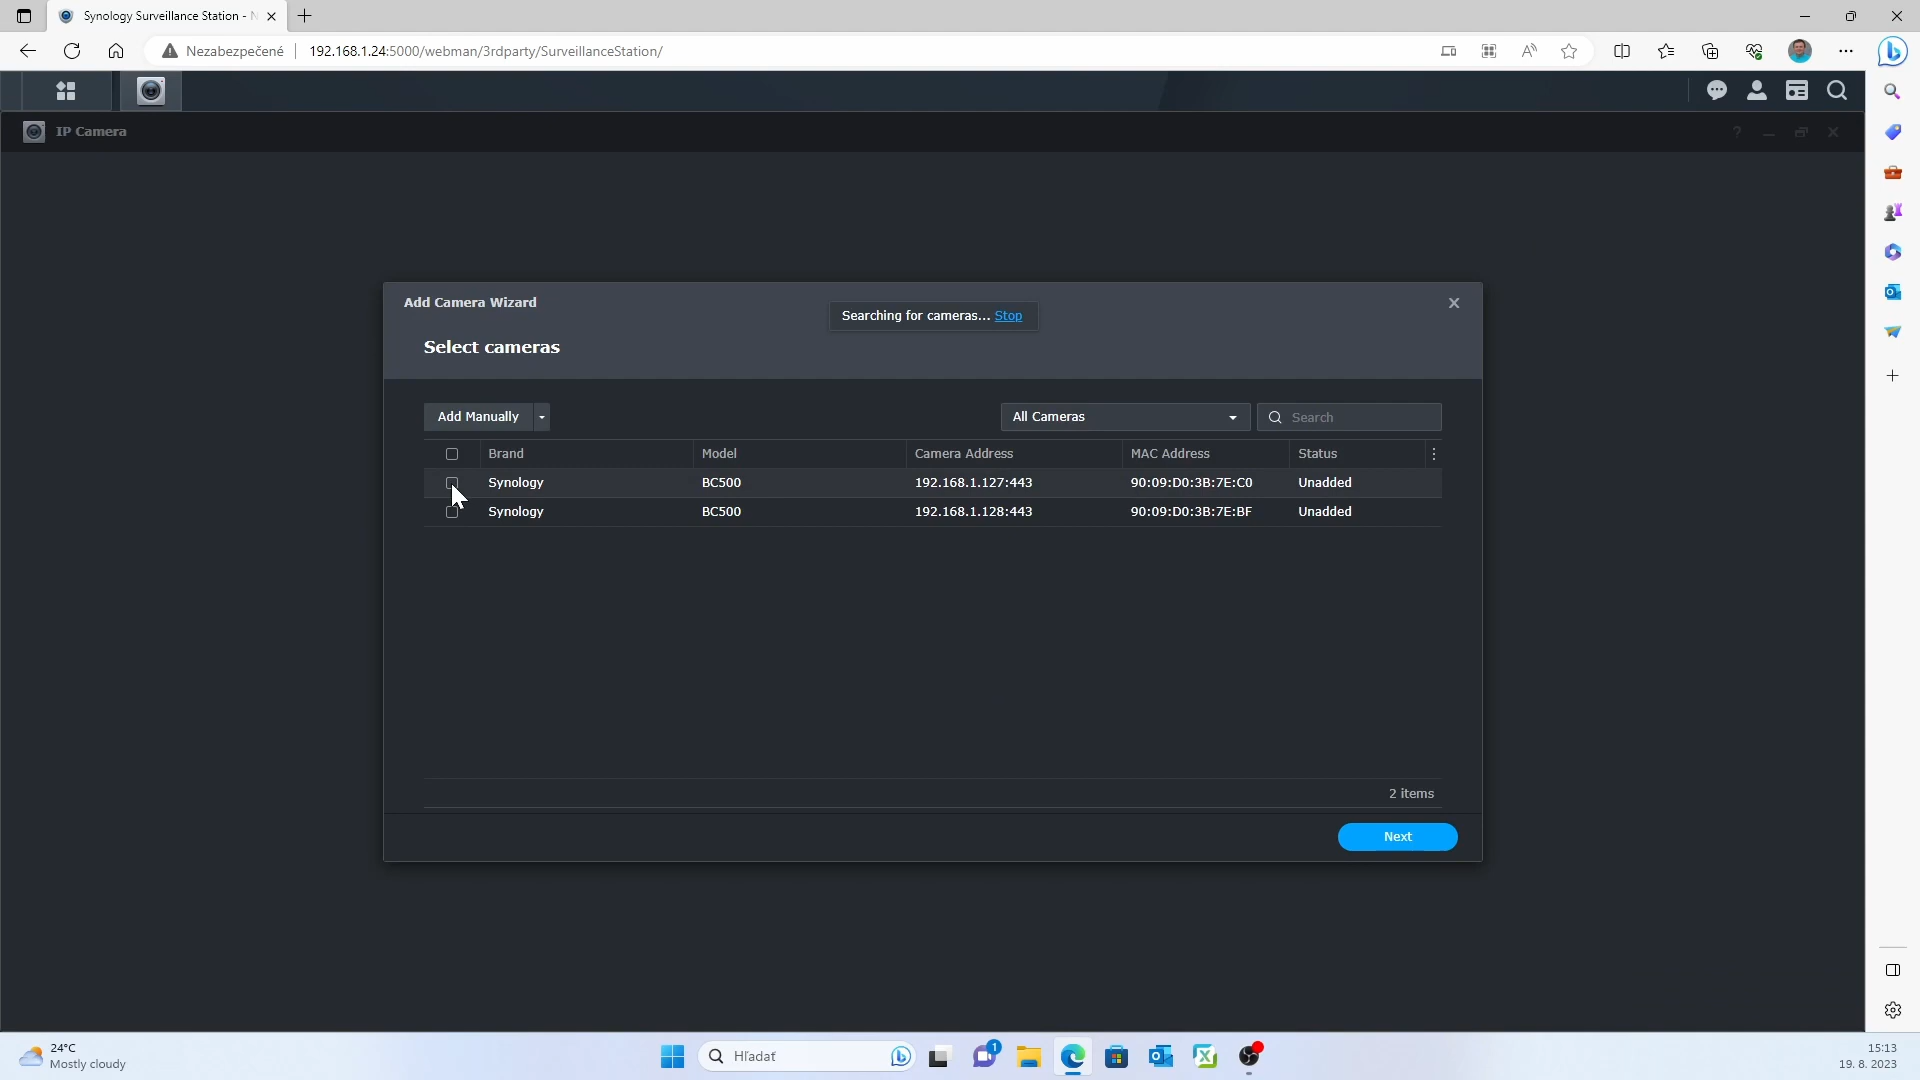 Synology Surveillance Station - N
Nezabezpečené
192.168.1.24:5000/webman/3rdparty/SurveillanceStation/
IP Camera
Add Camera Wizard
Searching for cameras... Stop
Select cameras
Add Manually
All Cameras
Search
Brand Model Camera Address MAC Address Status
Synology BC500 192.168.1.127:443 90:09:D0:3B:7E:C0 Unadded
Synology BC500 192.168.1.128:443 90:09:D0:3B:7E:BF Unadded
2 items
Next
24°C
Mostly cloudy
Hľadať
1
15:13
19. 8. 2023